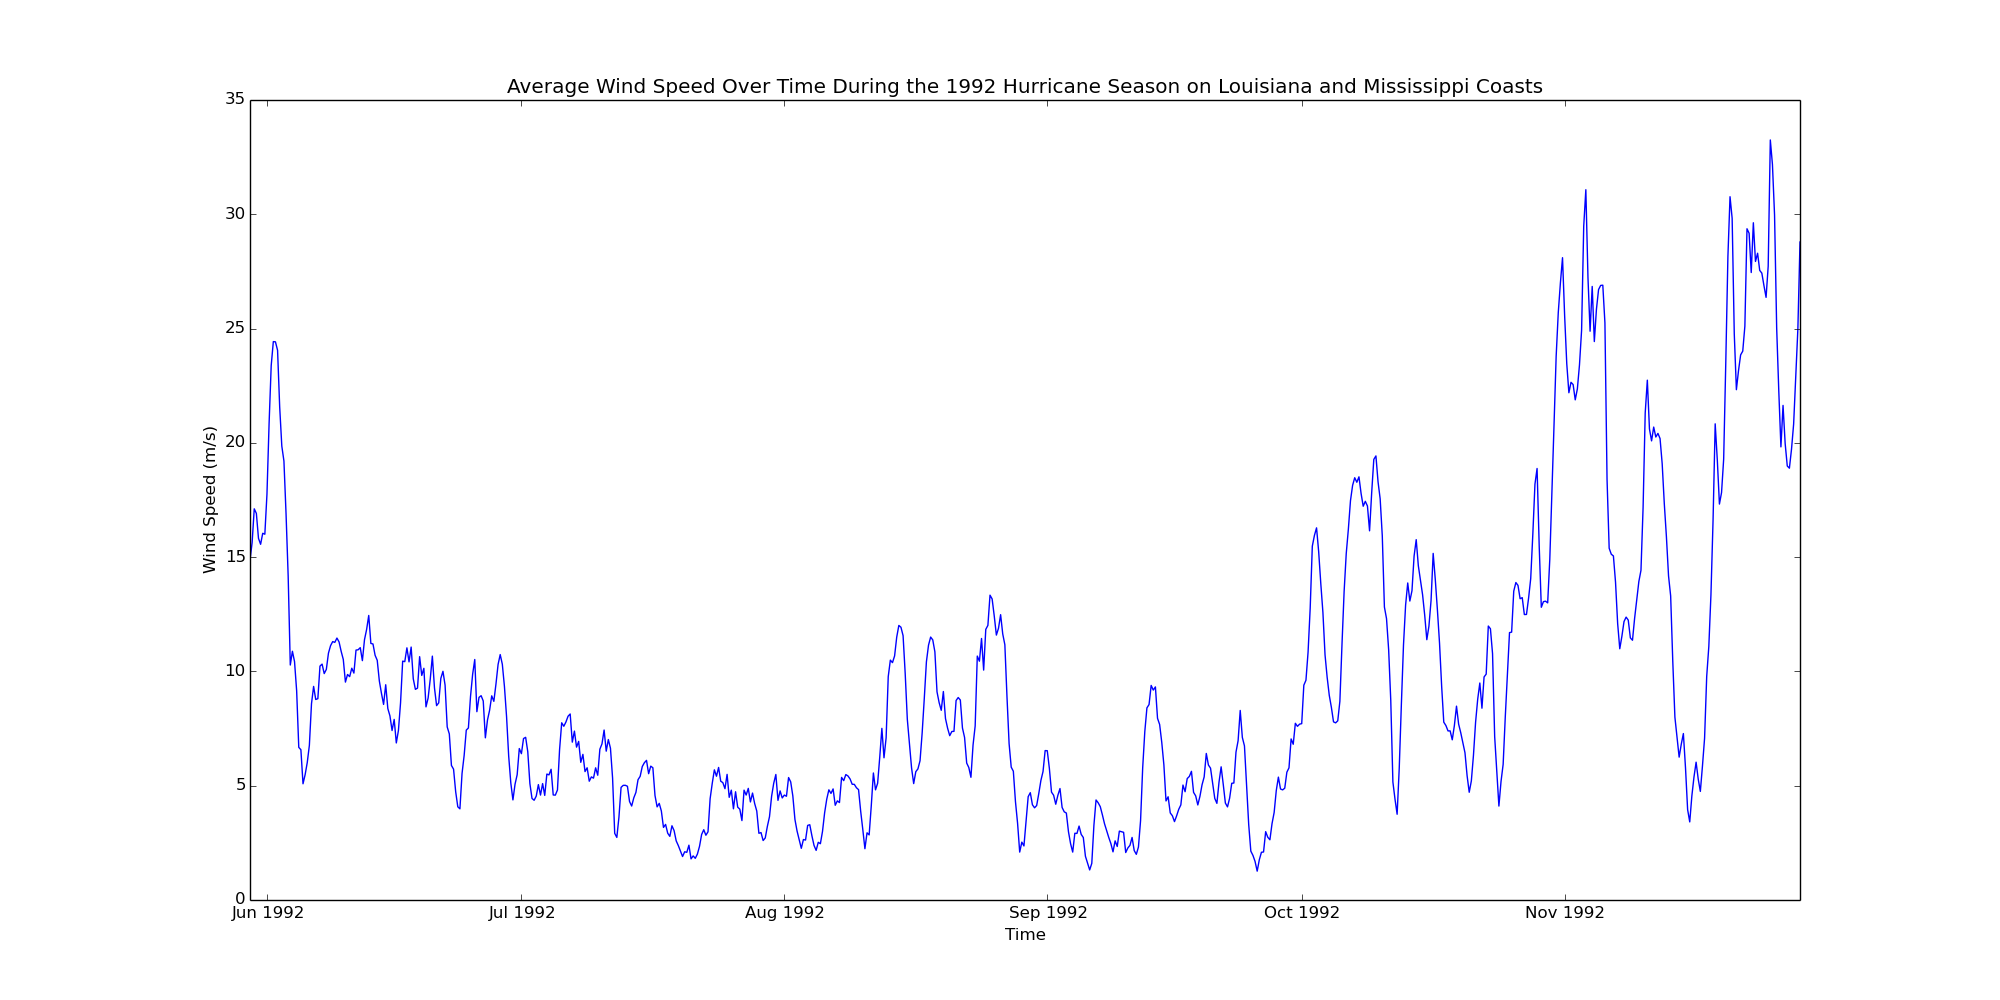 Average Wind Speed Over Time During the 1992 Hurricane Season on Louisiana and Mississippi Coasts
35
30
25
20
15
10
5
0
Wind Speed (m/s)
Jun 1992 Jul 1992 Aug 1992 Sep 1992 Oct 1992 Nov 1992
Time